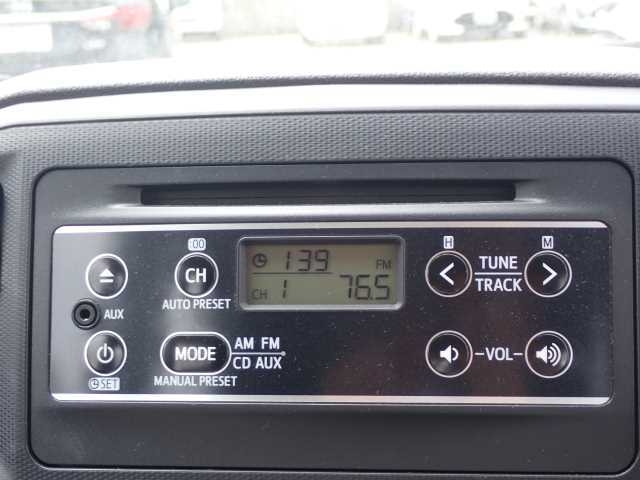 :00
H
M
1 39
FM
CH 1 76.5
CH
AUTO PRESET
TUNE
TRACK
AUX
MODE
AM FM
CD AUX
MANUAL PRESET
SET
-VOL-